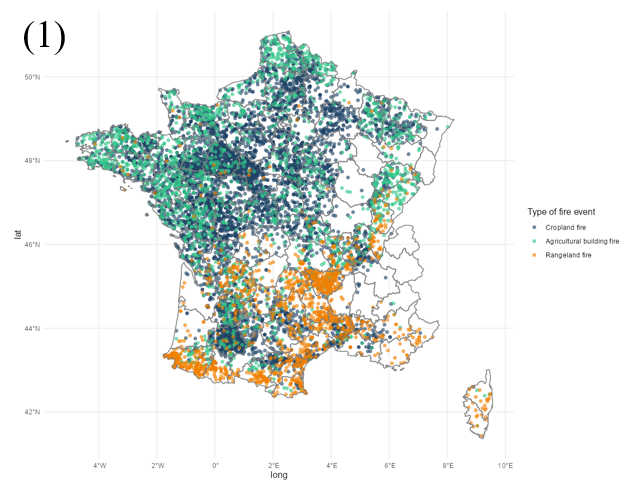 (1)
50°N
48°N
46°N
44°N
42°N
lat
4°W 2°W 0° 2°E 4°E 6°E 8°E 10°E
long
Type of fire event
Cropland fire
Agricultural building fire
Rangeland fire